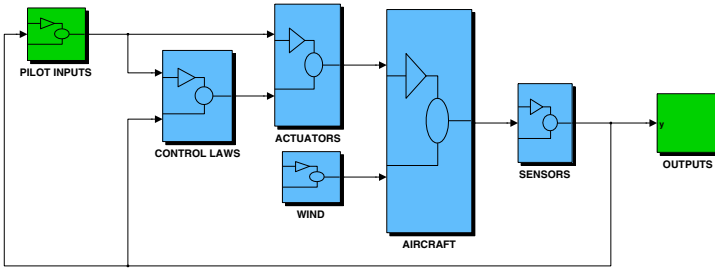 PILOT INPUTS
CONTROL LAWS
ACTUATORS
WIND
AIRCRAFT
SENSORS
y
OUTPUTS